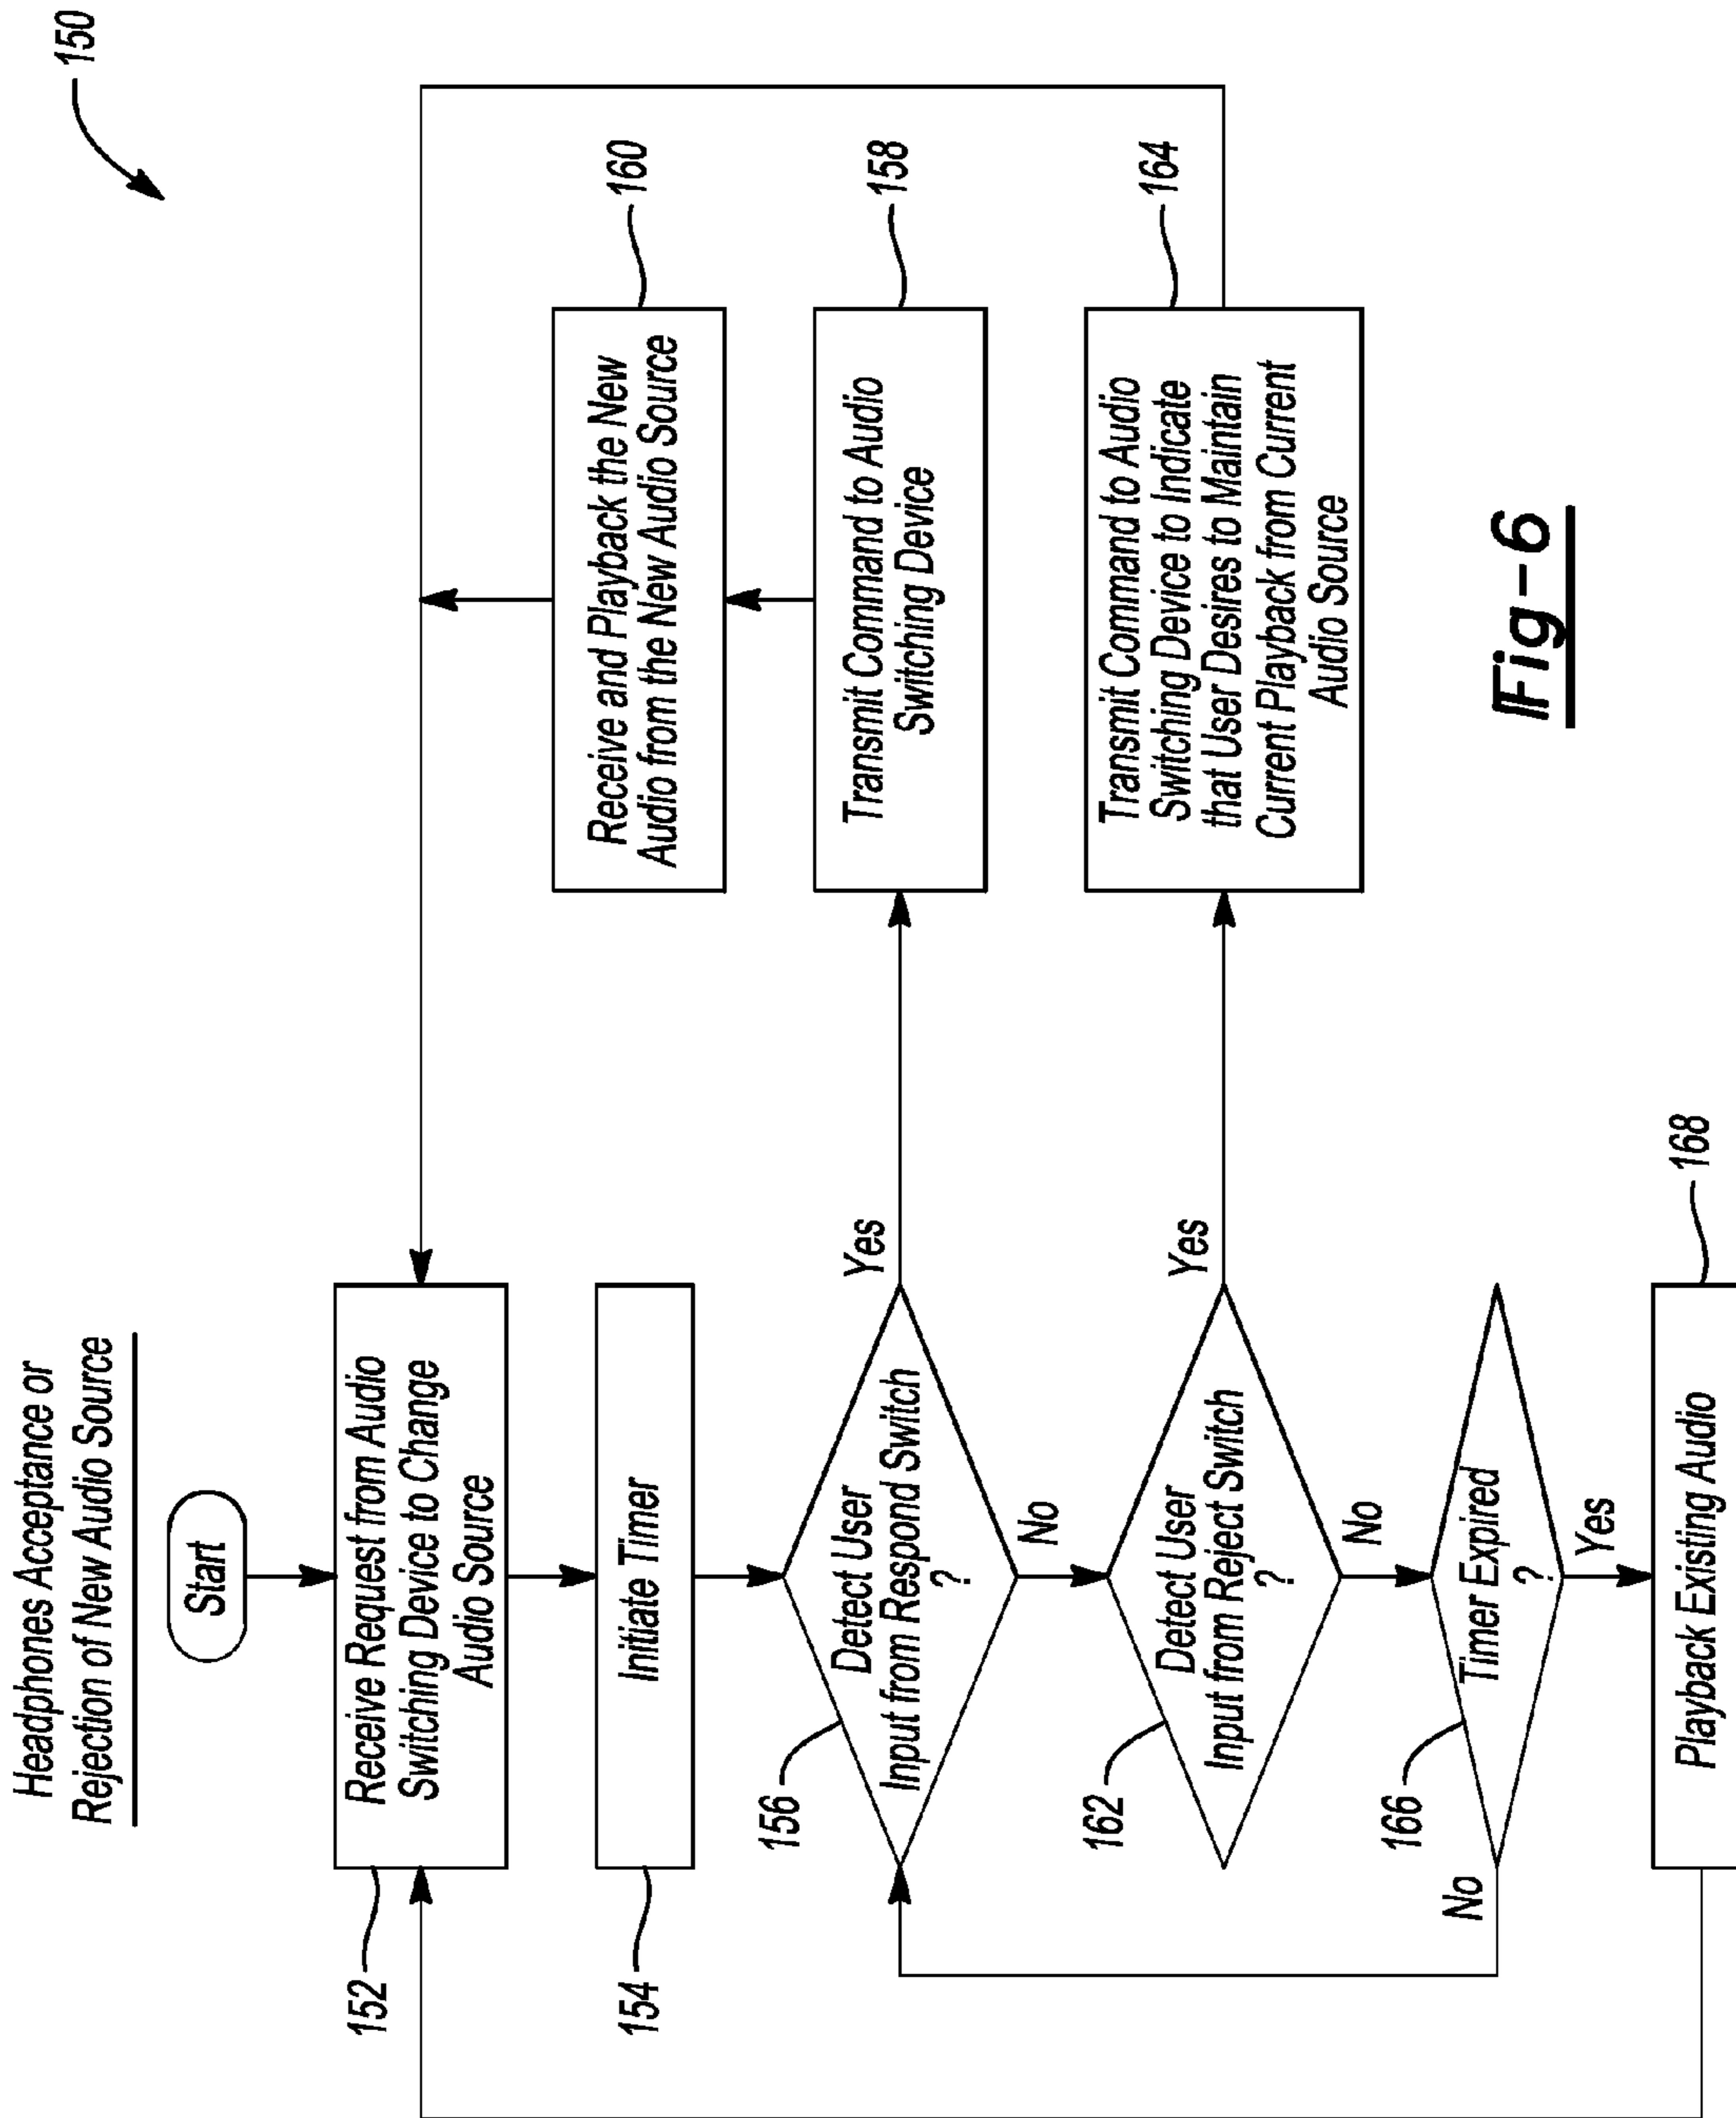 150
Headphones Acceptance or
Rejection of New Audio Source
Start
Receive Request from Audio
Switching Device to Change
Audio Source
152
Initiate Timer
154
Detect User
Input from Respond Switch
?
156
Yes
No
Transmit Command to Audio
Switching Device
158
Receive and Playback the New
Audio from the New Audio Source
160
Detect User
Input from Reject Switch
?
162
Yes
No
Transmit Command to Audio
Switching Device to Indicate
that User Desires to Maintain
Current Playback from Current
Audio Source
164
Timer Expired
?
166
No
Yes
Playback Existing Audio
168
Fig-6